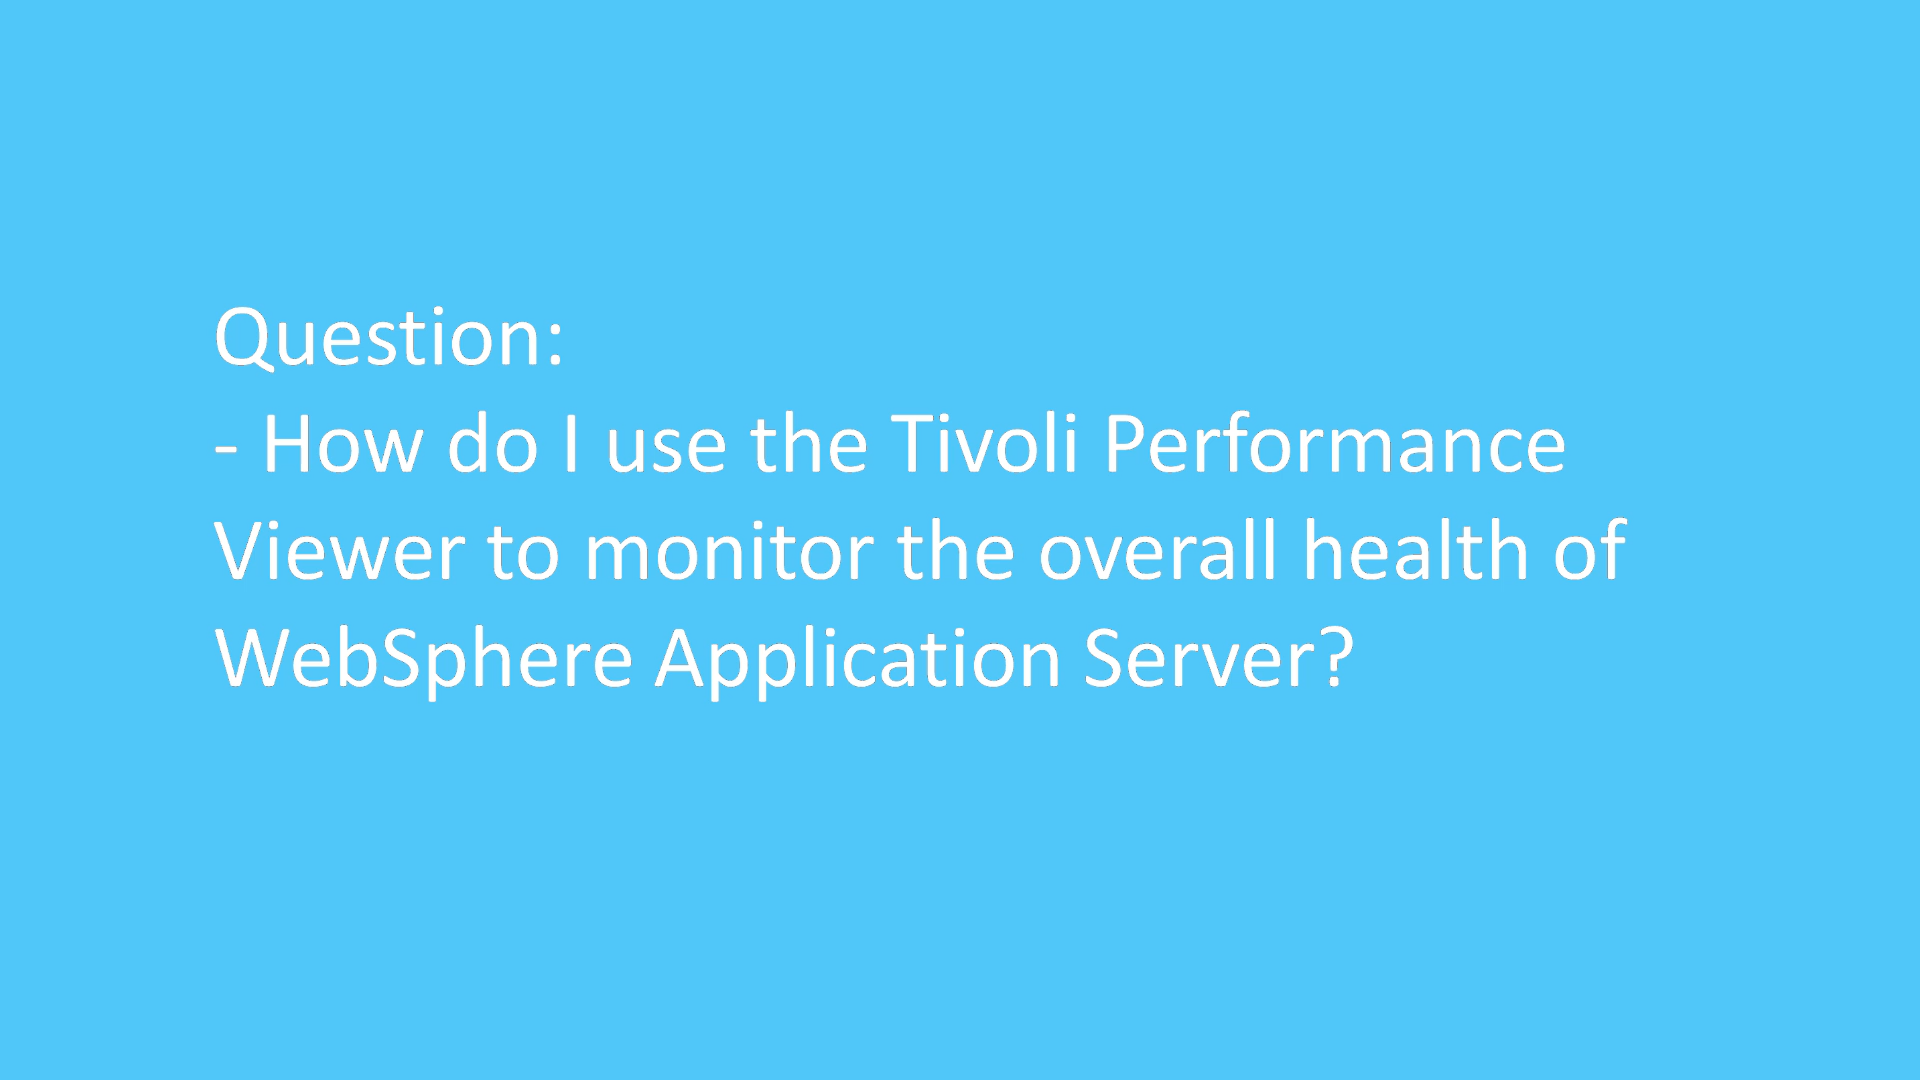 Question:
- How do I use the Tivoli Performance
Viewer to monitor the overall health of
WebSphere Application Server?